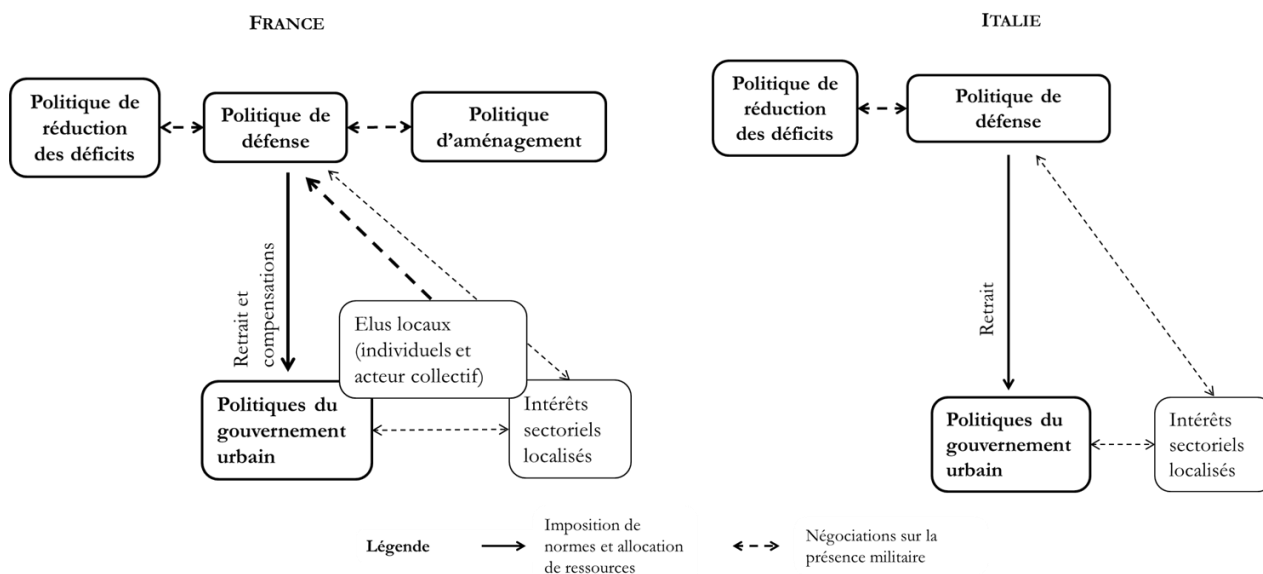 FRANCE
Politique de
réduction
des déficits
Politique de
défense
Politique
d'aménagement
Retrait et
compensations
Elus locaux
(individuels et
acteur collectif)
Politiques du
gouvernement
urbain
Intérêts
sectoriels
localisés
ITALIE
Politique de
réduction
des déficits
Politique de
défense
Retrait
Politiques du
gouvernement
urbain
Intérêts
sectoriels
localisés
Légende
Imposition de
normes et allocation
de ressources
Négociations sur la
présence militaire